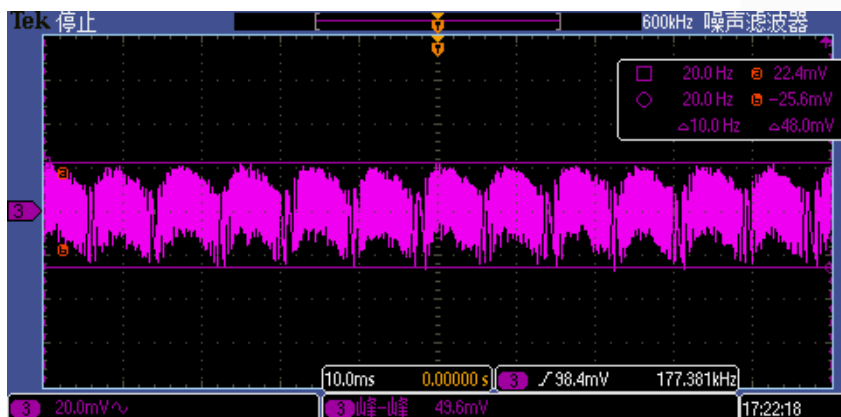 Tek 停止 600kHz 噪声滤波器
20.0 Hz a 22.4mV
20.0 Hz b -25.6mV
△10.0 Hz △48.0mV
a
3
b
10.0ms 0.00000 s 3 98.4mV 177.381kHz
3 20.0mV 3 峰-峰 49.6mV 17:22:18